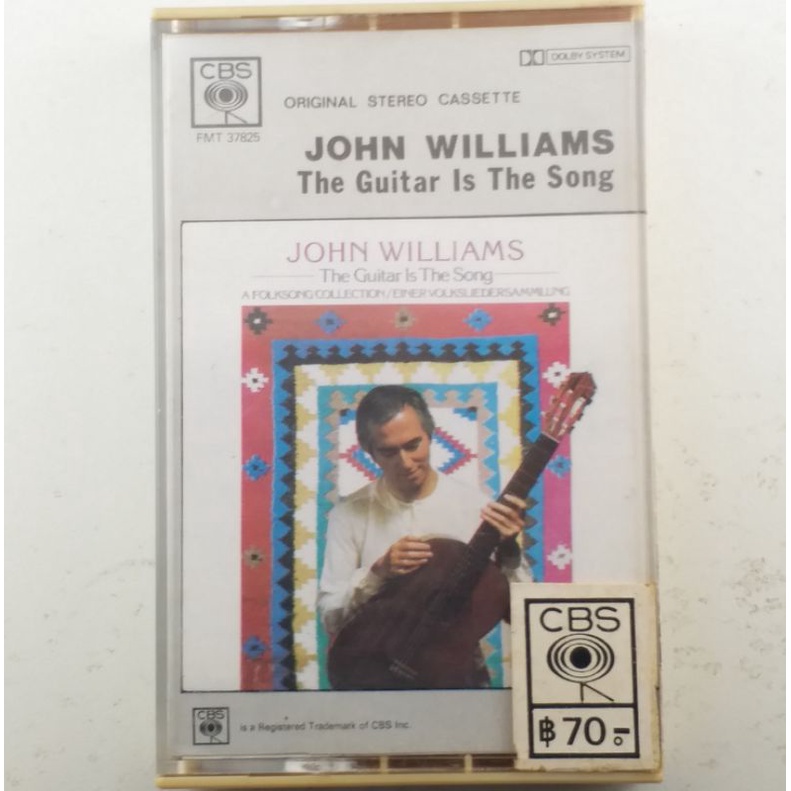 CBS
FMT 37825
DOLBY SYSTEM
ORIGINAL STEREO CASSETTE
JOHN WILLIAMS
The Guitar Is The Song
JOHN WILLIAMS
The Guitar Is The Song
A FOLKSONG COLLECTION/EINER VOLKSLIEDERSAMMLUNG
CBS
is a Registered Trademark of CBS Inc.
CBS
฿70.-